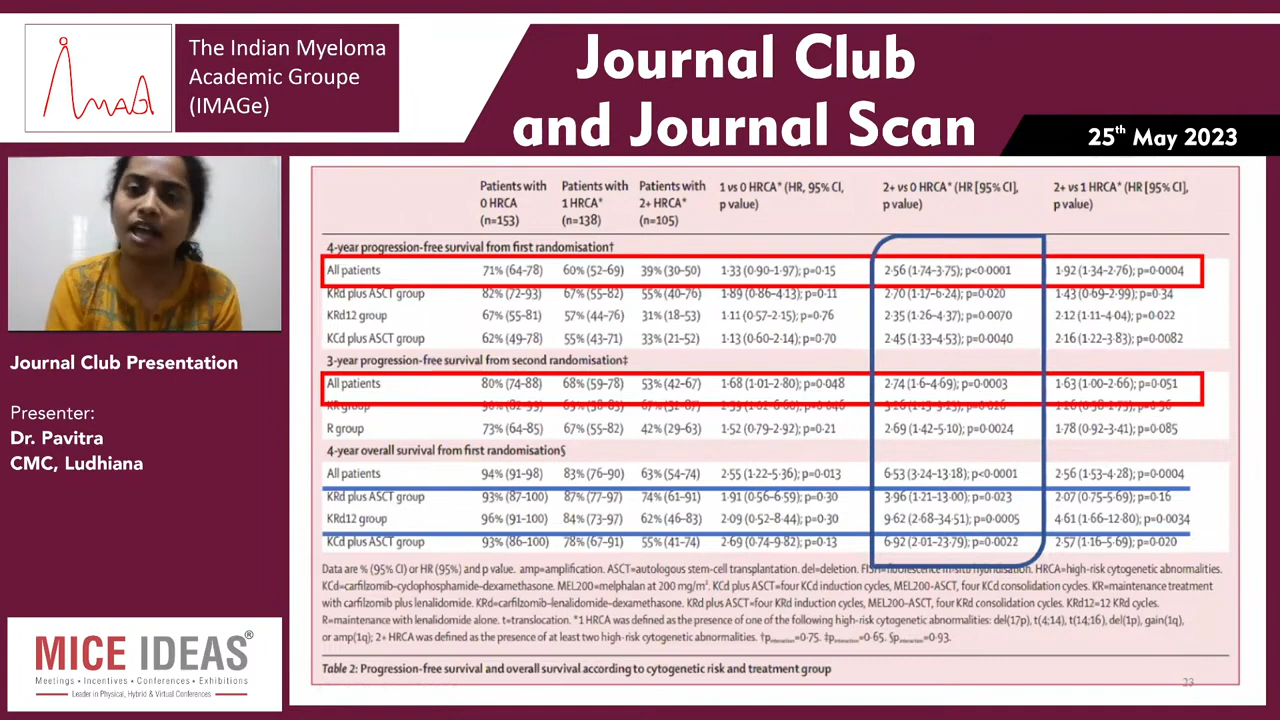 The Indian Myeloma
Academic Groupe
(IMAGe)
Journal Club
and Journal Scan
25th May 2023
Journal Club Presentation
Presenter:
Dr. Pavitra
CMC, Ludhiana
MICE IDEAS®
Meetings • Incentives • Conferences • Exhibitions
Leader in Physical, Hybrid & Virtual Conferences
Patients with 0 HRCA (n=153) Patients with 1 HRCA* (n=138) Patients with 2+ HRCA* (n=105) 1 vs 0 HRCA* (HR, 95% CI, p value) 2+ vs 0 HRCA* (HR [95% CI], p value) 2+ vs 1 HRCA* (HR [95% CI], p value)
4-year progression-free survival from first randomisation†
All patients 71% (64–78) 60% (52–69) 39% (30–50) 1·33 (0·90–1·97); p=0·15 2·56 (1·74–3·75); p<0·0001 1·92 (1·34–2·76); p=0·0004
KRd plus ASCT group 82% (72–93) 67% (55–82) 55% (40–76) 1·89 (0·86–4·13); p=0·11 2·70 (1·17–6·24); p=0·020 1·43 (0·69–2·99); p=0·34
KRd12 group 67% (55–81) 57% (44–76) 31% (18–53) 1·11 (0·57–2·15); p=0·76 2·35 (1·26–4·37); p=0·0070 2·12 (1·11–4·04); p=0·022
KCd plus ASCT group 62% (49–78) 55% (43–71) 33% (21–52) 1·13 (0·60–2·14); p=0·70 2·45 (1·33–4·53); p=0·0040 2·16 (1·22–3·83); p=0·0082
3-year progression-free survival from second randomisation‡
All patients 80% (74–88) 68% (59–78) 53% (42–67) 1·68 (1·01–2·80); p=0·048 2·74 (1·6–4·69); p=0·0003 1·63 (1·00–2·66); p=0·051
KR group
R group 73% (64–85) 67% (55–82) 42% (29–63) 1·52 (0·79–2·92); p=0·21 2·69 (1·42–5·10); p=0·0024 1·78 (0·92–3·41); p=0·085
4-year overall survival from first randomisation§
All patients 94% (91–98) 83% (76–90) 63% (54–74) 2·55 (1·22–5·36); p=0·013 6·53 (3·24–13·18); p<0·0001 2·56 (1·53–4·28); p=0·0004
KRd plus ASCT group 93% (87–100) 87% (77–97) 74% (61–91) 1·91 (0·56–6·59); p=0·30 3·96 (1·21–13·00); p=0·023 2·07 (0·75–5·69); p=0·16
KRd12 group 96% (91–100) 84% (73–97) 62% (46–83) 2·09 (0·52–8·44); p=0·30 9·62 (2·68–34·51); p=0·0005 4·61 (1·66–12·80); p=0·0034
KCd plus ASCT group 93% (86–100) 78% (67–91) 55% (41–74) 2·69 (0·74–9·82); p=0·13 6·92 (2·01–23·79); p=0·0022 2·57 (1·16–5·69); p=0·020
Data are % (95% CI) or HR (95%) and p value. amp=amplification. ASCT=autologous stem-cell transplantation. del=deletion. FISH=fluorescence in-situ hybridisation. HRCA=high-risk cytogenetic abnormalities.
KCd=carfilzomib–cyclophosphamide–dexamethasone. MEL200=melphalan at 200 mg/m². KCd plus ASCT=four KCd induction cycles, MEL200-ASCT, four KCd consolidation cycles. KR=maintenance treatment
with carfilzomib plus lenalidomide. KRd=carfilzomib–lenalidomide–dexamethasone. KRd plus ASCT=four KRd induction cycles, MEL200–ASCT, four KRd consolidation cycles. KRd12=12 KRd cycles.
R=maintenance with lenalidomide alone. t=translocation. *1 HRCA was defined as the presence of one of the following high-risk cytogenetic abnormalities: del(17p), t(4;14), t(14;16), del(1p), gain(1q),
or amp(1q); 2+ HRCA was defined as the presence of at least two high-risk cytogenetic abnormalities. †pinteraction=0·75. ‡pinteraction=0·65. §pinteraction=0·93.
Table 2: Progression-free survival and overall survival according to cytogenetic risk and treatment group
23